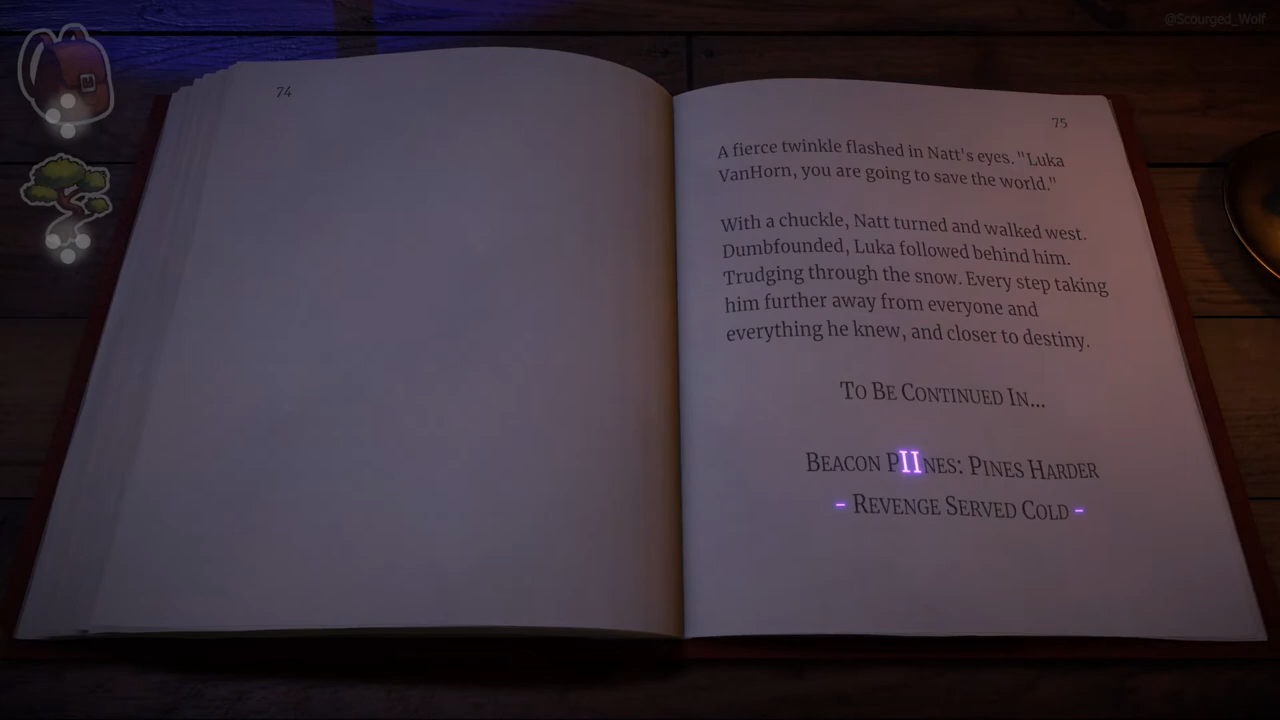 @Scourged_Wolf
74
75
A fierce twinkle flashed in Natt's eyes. "Luka
VanHorn, you are going to save the world."
With a chuckle, Natt turned and walked west.
Dumbfounded, Luka followed behind him.
Trudging through the snow. Every step taking
him further away from everyone and
everything he knew, and closer to destiny.
To Be Continued In...
Beacon PIInes: Pines Harder
- Revenge Served Cold -